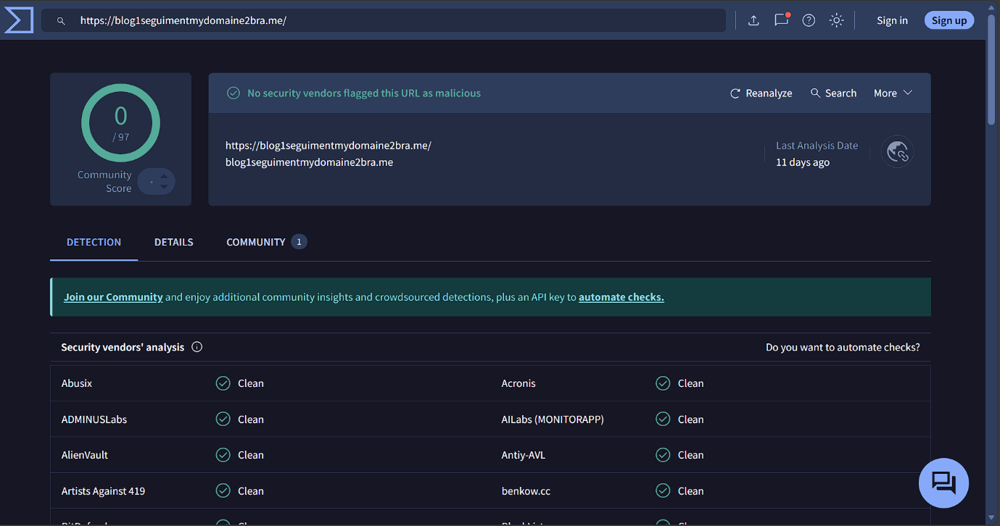 https://blog1seguimentmydomaine2bra.me/
Sign in
Sign up
0
/ 97
Community
Score
No security vendors flagged this URL as malicious
Reanalyze
Search
More
https://blog1seguimentmydomaine2bra.me/
blog1seguimentmydomaine2bra.me
Last Analysis Date
11 days ago
DETECTION
DETAILS
COMMUNITY 1
Join our Community and enjoy additional community insights and crowdsourced detections, plus an API key to automate checks.
Security vendors' analysis
Do you want to automate checks?
Abusix
Clean
Acronis
Clean
ADMINUSLabs
Clean
AILabs (MONITORAPP)
Clean
AlienVault
Clean
Antiy-AVL
Clean
Artists Against 419
Clean
benkow.cc
Clean